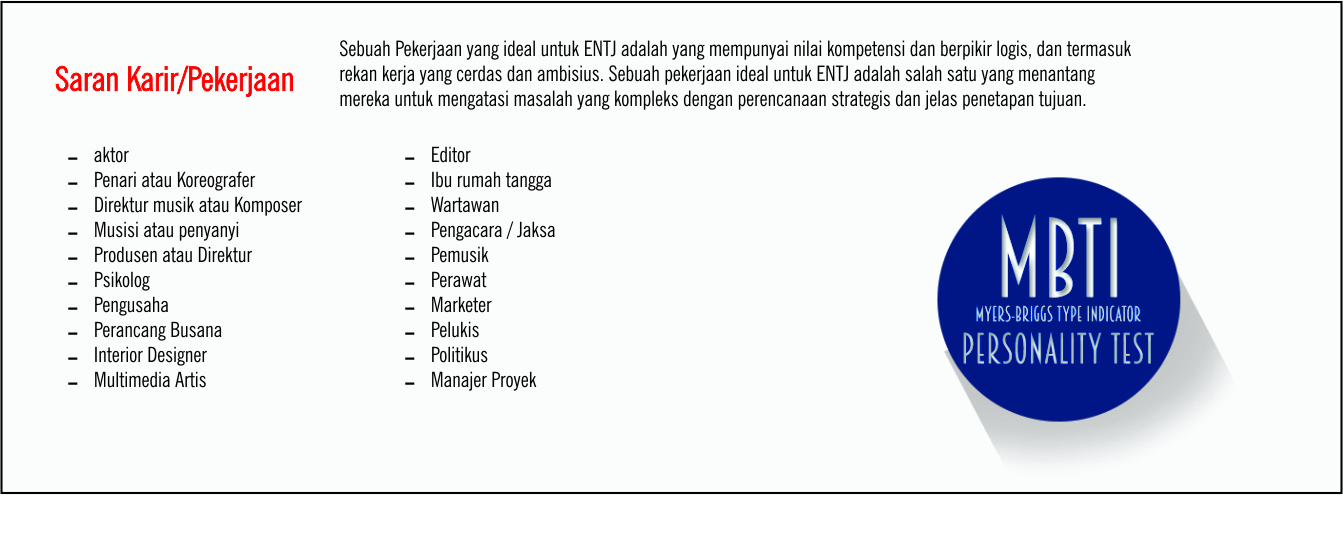 Saran Karir/Pekerjaan
Sebuah Pekerjaan yang ideal untuk ENTJ adalah yang mempunyai nilai kompetensi dan berpikir logis, dan termasuk
rekan kerja yang cerdas dan ambisius. Sebuah pekerjaan ideal untuk ENTJ adalah salah satu yang menantang
mereka untuk mengatasi masalah yang kompleks dengan perencanaan strategis dan jelas penetapan tujuan.
- aktor
- Penari atau Koreografer
- Direktur musik atau Komposer
- Musisi atau penyanyi
- Produsen atau Direktur
- Psikolog
- Pengusaha
- Perancang Busana
- Interior Designer
- Multimedia Artis
- Editor
- Ibu rumah tangga
- Wartawan
- Pengacara / Jaksa
- Pemusik
- Perawat
- Marketer
- Pelukis
- Politikus
- Manajer Proyek
MBTI
MYERS-BRIGGS TYPE INDICATOR
PERSONALITY TEST